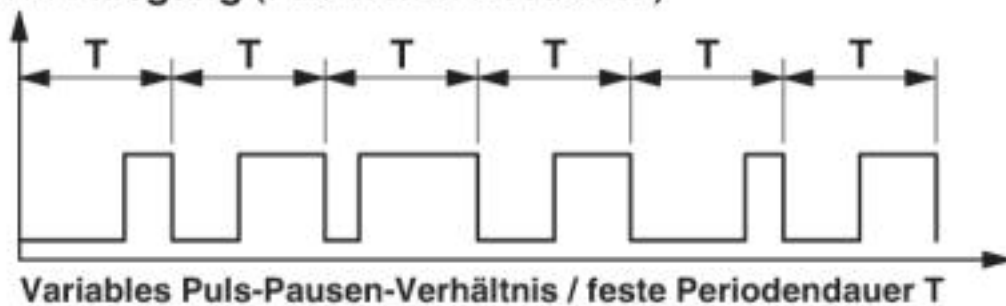 T T T T T T
Variables Puls-Pausen-Verhältnis / feste Periodendauer T